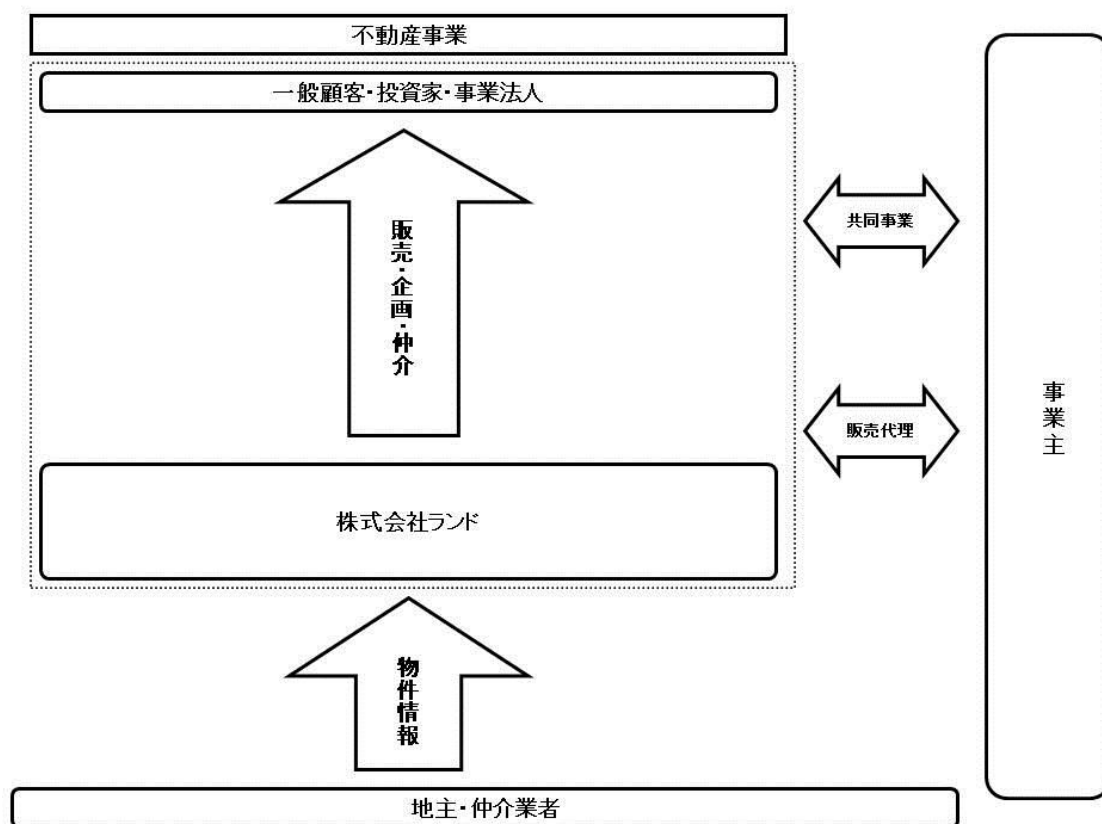 不動産事業
一般顧客・投資家・事業法人
販売・企画・仲介
共同事業
販売代理
事業主
株式会社ランド
物件情報
地主・仲介業者